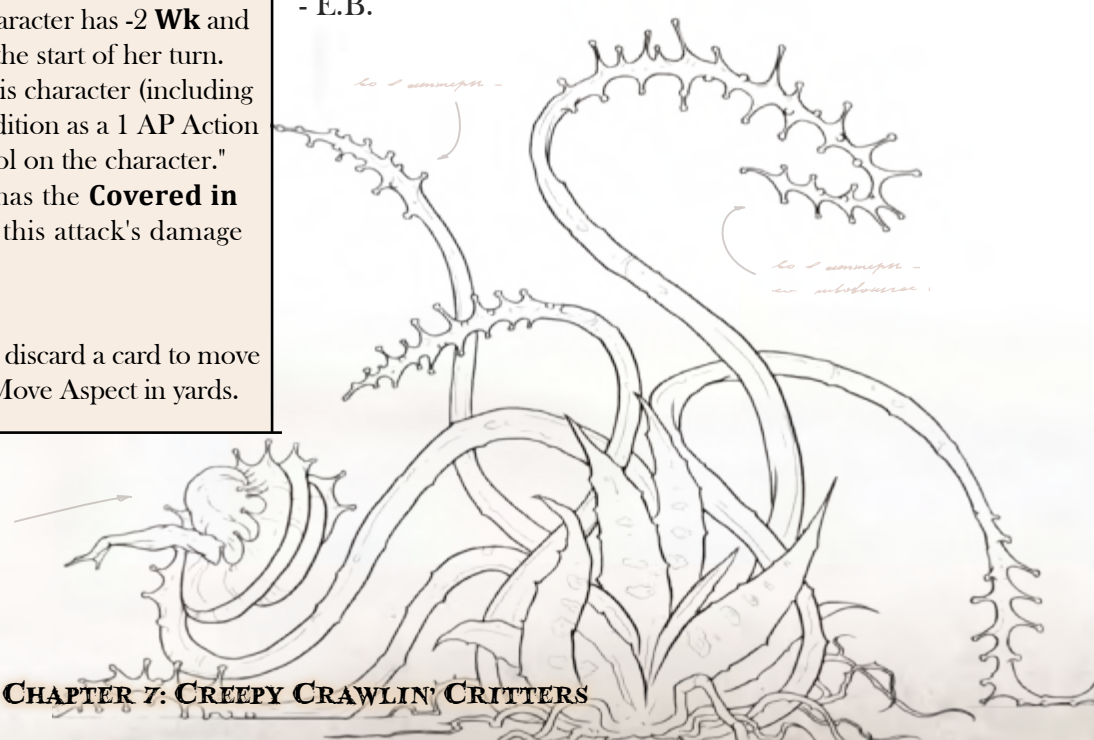 aracter has -2 Wk and
the start of her turn.
is character (including
dition as a 1 AP Action
ol on the character."
has the Covered in
this attack's damage
discard a card to move
Move Aspect in yards.
- E.B.
CHAPTER 7: CREEPY CRAWLIN' CRITTERS